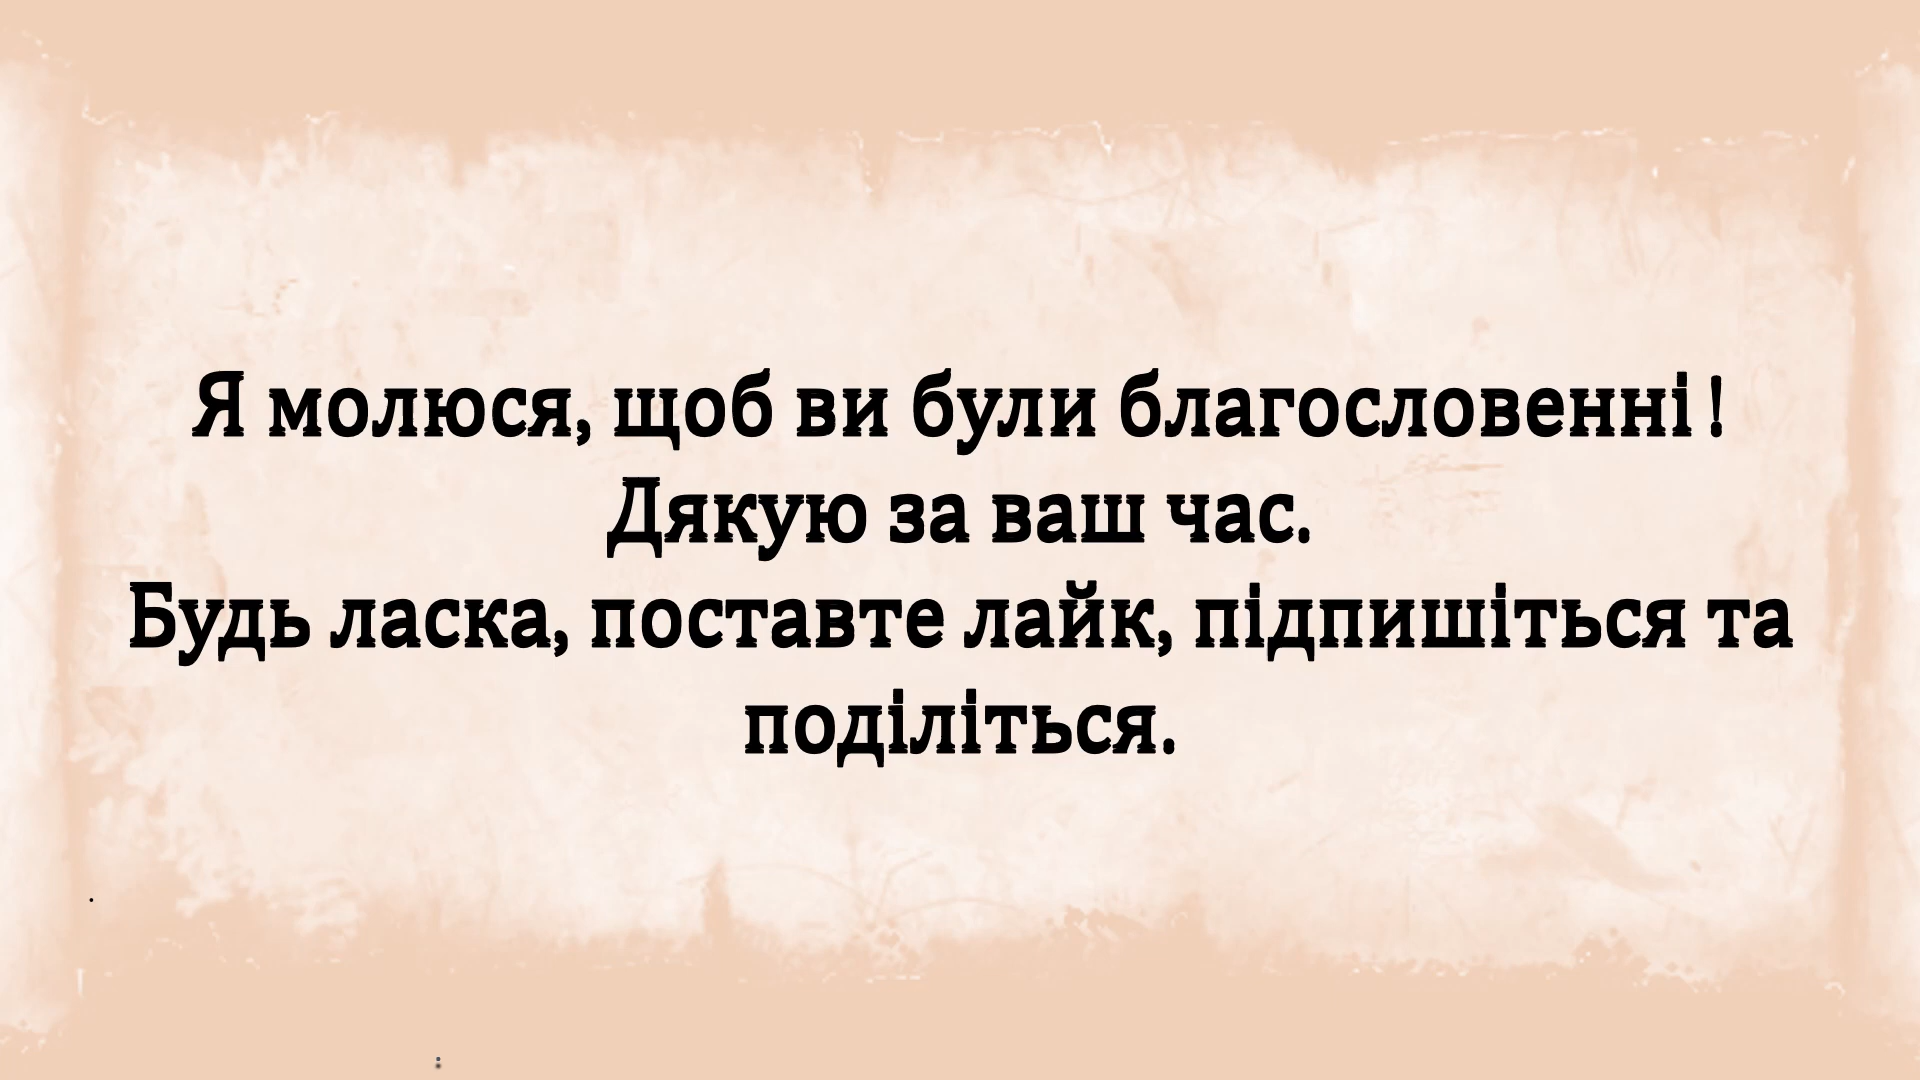 Я молюся, щоб ви були благословенні!
Дякую за ваш час.
Будь ласка, поставте лайк, підпишіться та
поділіться.